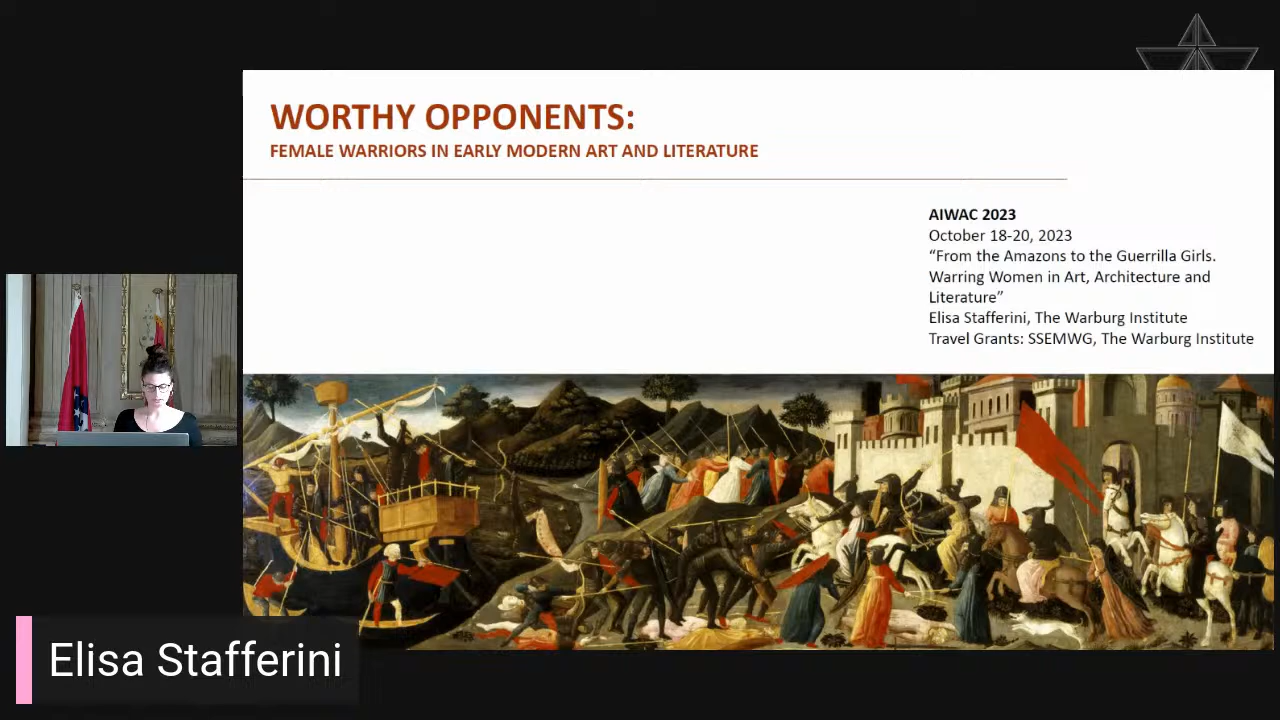 WORTHY OPPONENTS:
FEMALE WARRIORS IN EARLY MODERN ART AND LITERATURE
AIWAC 2023
October 18-20, 2023
“From the Amazons to the Guerrilla Girls.
Warring Women in Art, Architecture and
Literature”
Elisa Stafferini, The Warburg Institute
Travel Grants: SSEMWG, The Warburg Institute
Elisa Stafferini